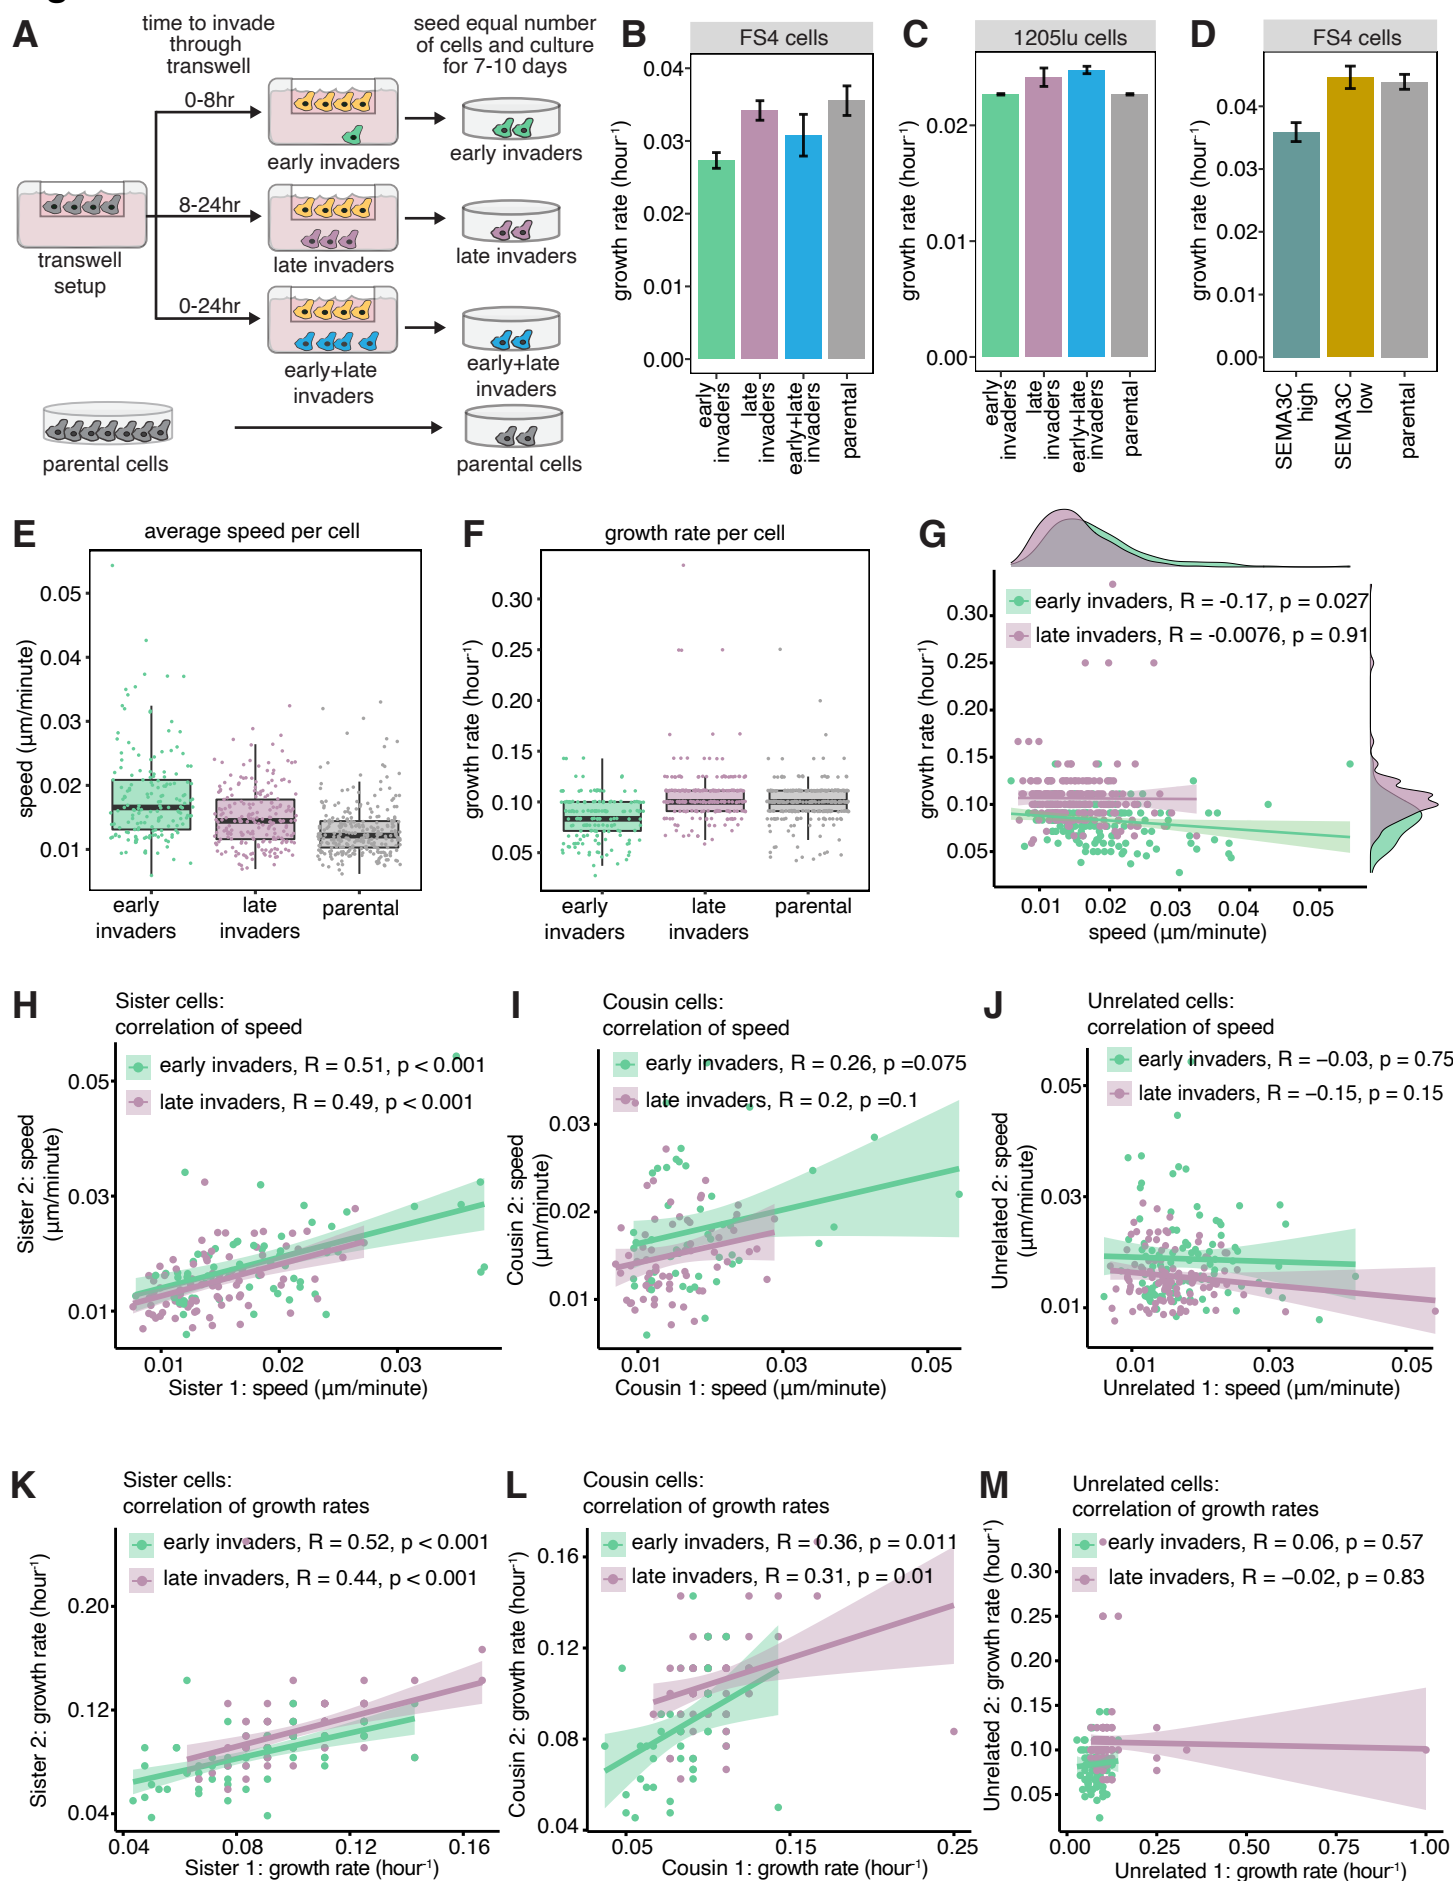 A
time to invade
through
transwell
seed equal number
of cells and culture
for 7-10 days
0-8hr
early invaders
early invaders
8-24hr
transwell
setup
late invaders
late invaders
0-24hr
early+late
invaders
early+late
invaders
parental cells
parental cells
B
FS4 cells
growth rate (hour-1)
0.04
0.03
0.02
0.01
0.00
early
invaders
late
invaders
early+late
invaders
parental
C
1205lu cells
growth rate (hour-1)
0.02
0.01
0.00
early
invaders
late
invaders
early+late
invaders
parental
D
FS4 cells
growth rate (hour-1)
0.04
0.03
0.02
0.01
0.00
SEMA3C
high
SEMA3C
low
parental
E
average speed per cell
speed (µm/minute)
0.05
0.04
0.03
0.02
0.01
early
invaders
late
invaders
parental
F
growth rate per cell
growth rate (hour-1)
0.30
0.25
0.20
0.15
0.10
0.05
early
invaders
late
invaders
parental
G
early invaders, R = -0.17, p = 0.027
late invaders, R = -0.0076, p = 0.91
growth rate (hour-1)
0.30
0.25
0.20
0.15
0.10
0.05
0.01 0.02 0.03 0.04 0.05
speed (µm/minute)
H
Sister cells:
correlation of speed
early invaders, R = 0.51, p < 0.001
late invaders, R = 0.49, p < 0.001
Sister 2: speed
(µm/minute)
0.05
0.03
0.01
0.01 0.02 0.03
Sister 1: speed (µm/minute)
I
Cousin cells:
correlation of speed
early invaders, R = 0.26, p =0.075
late invaders, R = 0.2, p =0.1
Cousin 2: speed
(µm/minute)
0.03
0.02
0.01
0.01 0.03 0.05
Cousin 1: speed (µm/minute)
J
Unrelated cells:
correlation of speed
early invaders, R = −0.03, p = 0.75
late invaders, R = −0.15, p = 0.15
Unrelated 2: speed
(µm/minute)
0.05
0.03
0.01
0.01 0.03 0.05
Unrelated 1: speed (µm/minute)
K
Sister cells:
correlation of growth rates
early invaders, R = 0.52, p < 0.001
late invaders, R = 0.44, p < 0.001
Sister 2: growth rate (hour-1)
0.20
0.12
0.04
0.04 0.08 0.12 0.16
Sister 1: growth rate (hour-1)
L
Cousin cells:
correlation of growth rates
early invaders, R = 0.36, p = 0.011
late invaders, R = 0.31, p = 0.01
Cousin 2: growth rate (hour-1)
0.16
0.12
0.08
0.04
0.05 0.15 0.25
Cousin 1: growth rate (hour-1)
M
Unrelated cells:
correlation of growth rates
early invaders, R = 0.06, p = 0.57
late invaders, R = −0.02, p = 0.83
Unrelated 2: growth rate (hour-1)
0.30
0.25
0.20
0.15
0.10
0.05
0.00 0.25 0.50 0.75 1.00
Unrelated 1: growth rate (hour-1)